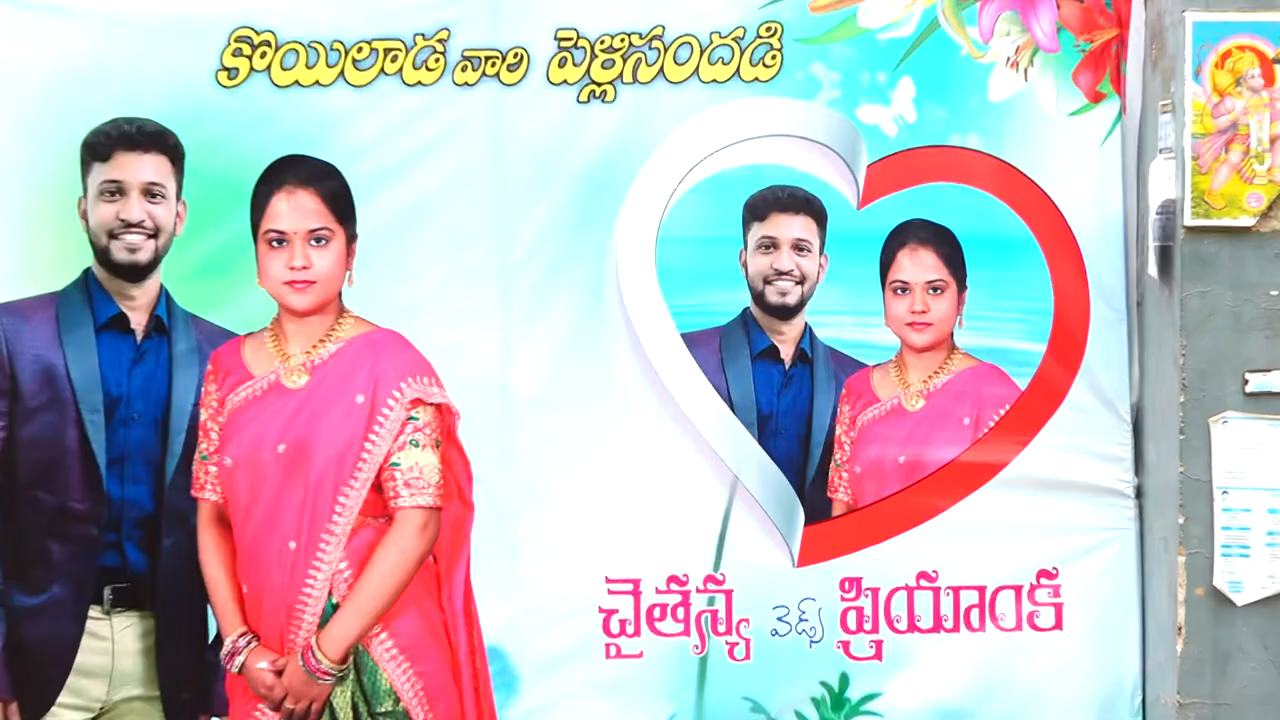 కొయిలాడ వారి పెళ్లిసందడి
చైతన్య వెడ్స్ ప్రియాంక